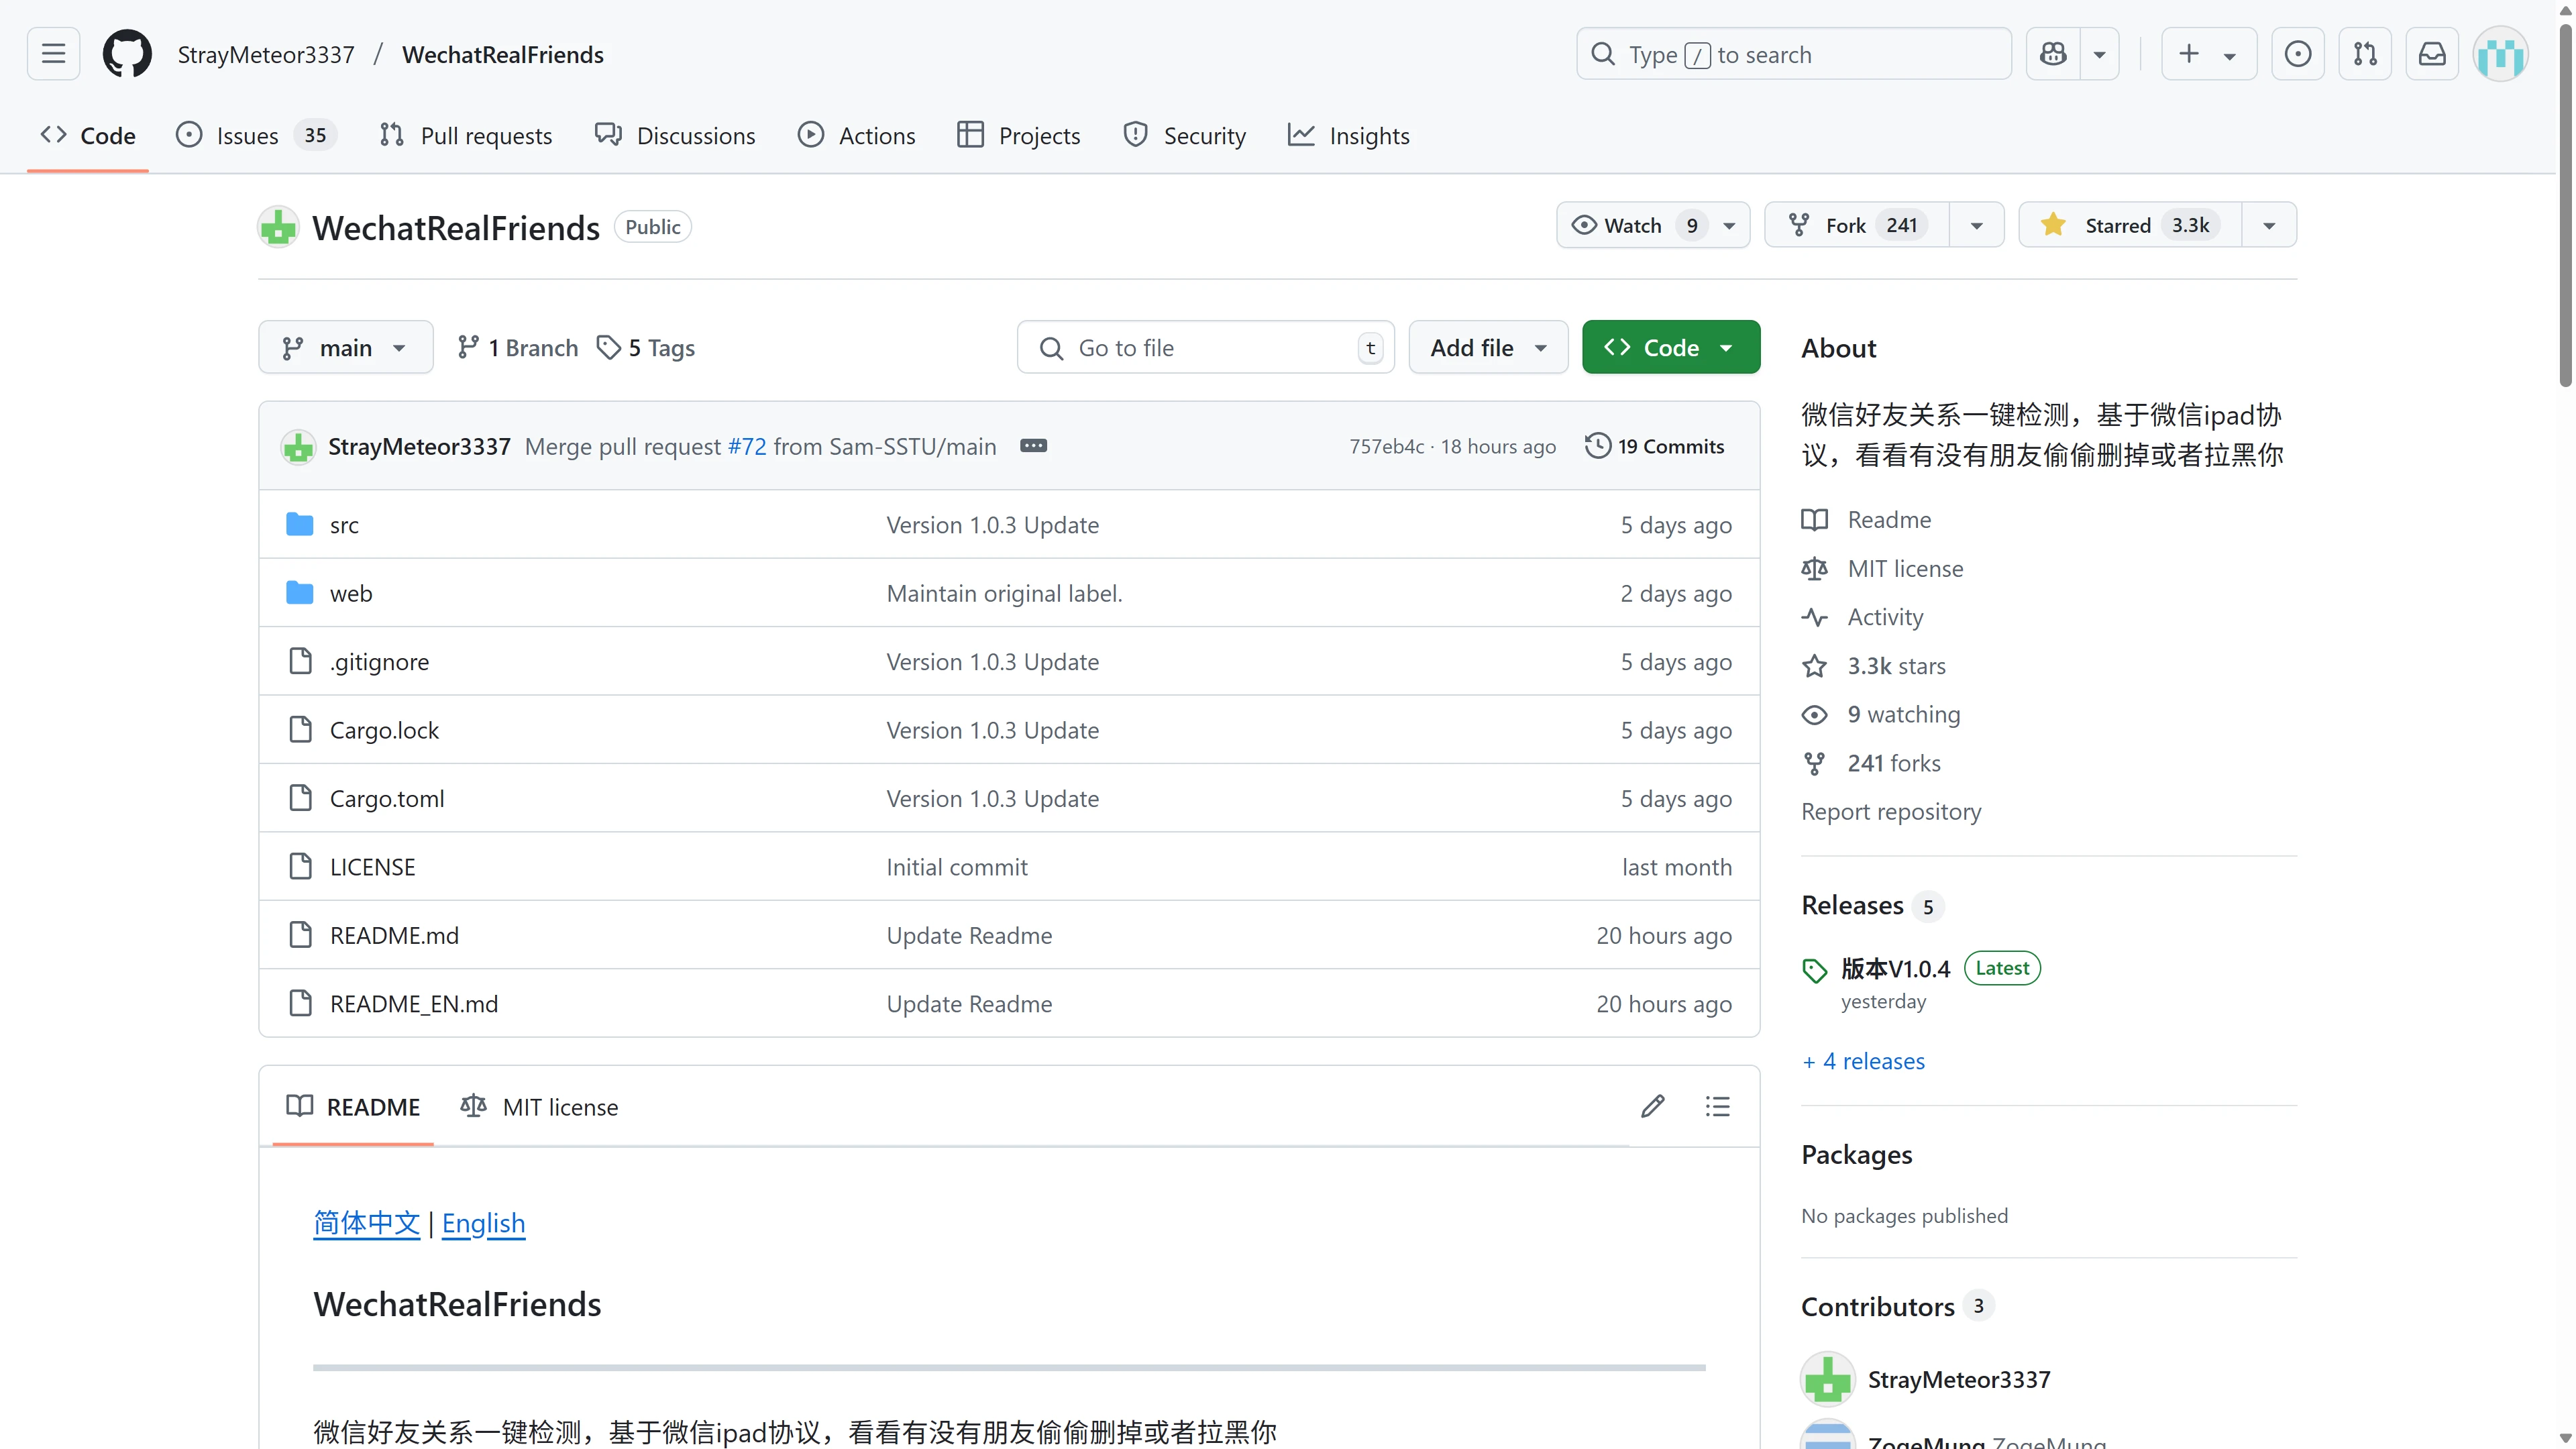 StrayMeteor3337 / WechatRealFriends
Type / to search
Code
Issues 35
Pull requests
Discussions
Actions
Projects
Security
Insights
WechatRealFriends Public
Watch 9
Fork 241
Starred 3.3k
main
1 Branch
5 Tags
Go to file t
Add file
Code
StrayMeteor3337 Merge pull request #72 from Sam-SSTU/main 757eb4c · 18 hours ago 19 Commits
src Version 1.0.3 Update 5 days ago
web Maintain original label. 2 days ago
.gitignore Version 1.0.3 Update 5 days ago
Cargo.lock Version 1.0.3 Update 5 days ago
Cargo.toml Version 1.0.3 Update 5 days ago
LICENSE Initial commit last month
README.md Update Readme 20 hours ago
README_EN.md Update Readme 20 hours ago
README
MIT license
简体中文 | English
WechatRealFriends
微信好友关系一键检测，基于微信ipad协议，看看有没有朋友偷偷删掉或者拉黑你
About
微信好友关系一键检测，基于微信ipad协
议，看看有没有朋友偷偷删掉或者拉黑你
Readme
MIT license
Activity
3.3k stars
9 watching
241 forks
Report repository
Releases 5
版本V1.0.4 Latest
yesterday
+ 4 releases
Packages
No packages published
Contributors 3
StrayMeteor3337
ZogeMung ZogeMung